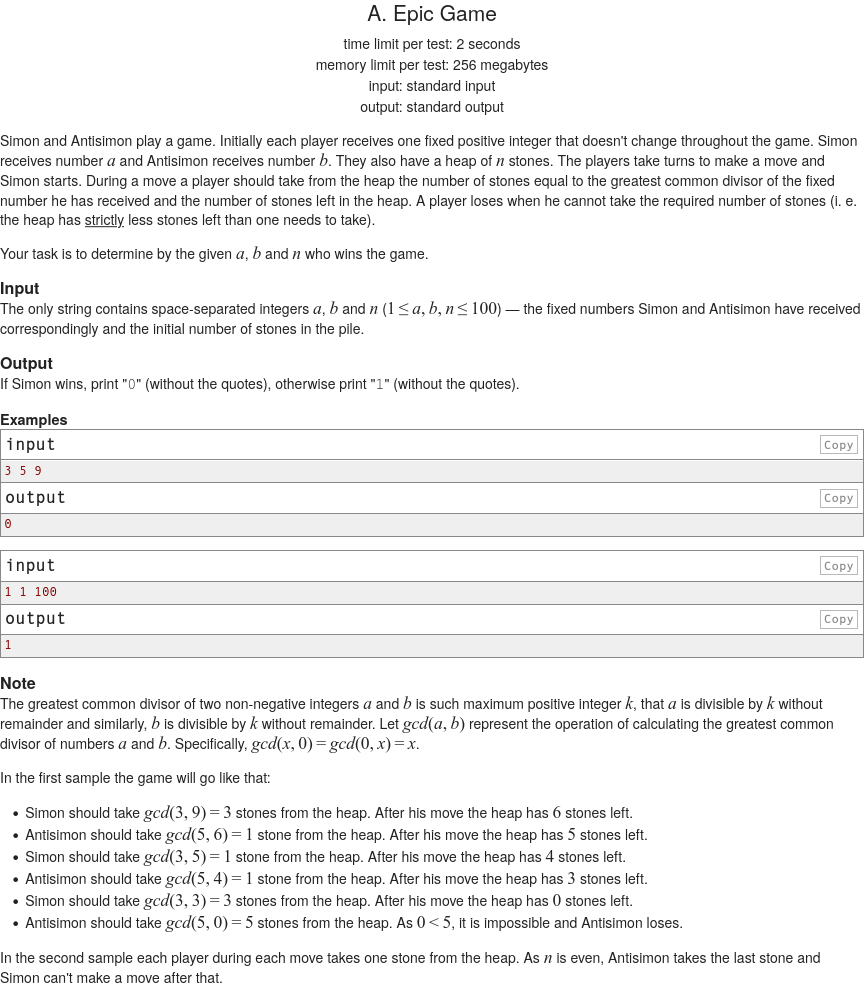 A. Epic Game
time limit per test: 2 seconds
memory limit per test: 256 megabytes
input: standard input
output: standard output
Simon and Antisimon play a game. Initially each player receives one fixed positive integer that doesn't change throughout the game. Simon
receives number a and Antisimon receives number b. They also have a heap of n stones. The players take turns to make a move and
Simon starts. During a move a player should take from the heap the number of stones equal to the greatest common divisor of the fixed
number he has received and the number of stones left in the heap. A player loses when he cannot take the required number of stones (i. e.
the heap has strictly less stones left than one needs to take).
Your task is to determine by the given a, b and n who wins the game.
Input
The only string contains space-separated integers a, b and n (1 ≤ a, b, n ≤ 100) — the fixed numbers Simon and Antisimon have received
correspondingly and the initial number of stones in the pile.
Output
If Simon wins, print "0" (without the quotes), otherwise print "1" (without the quotes).
Examples
input Copy
3 5 9
output Copy
0
input Copy
1 1 100
output Copy
1
Note
The greatest common divisor of two non-negative integers a and b is such maximum positive integer k, that a is divisible by k without
remainder and similarly, b is divisible by k without remainder. Let gcd(a, b) represent the operation of calculating the greatest common
divisor of numbers a and b. Specifically, gcd(x, 0) = gcd(0, x) = x.
In the first sample the game will go like that:
• Simon should take gcd(3, 9) = 3 stones from the heap. After his move the heap has 6 stones left.
• Antisimon should take gcd(5, 6) = 1 stone from the heap. After his move the heap has 5 stones left.
• Simon should take gcd(3, 5) = 1 stone from the heap. After his move the heap has 4 stones left.
• Antisimon should take gcd(5, 4) = 1 stone from the heap. After his move the heap has 3 stones left.
• Simon should take gcd(3, 3) = 3 stones from the heap. After his move the heap has 0 stones left.
• Antisimon should take gcd(5, 0) = 5 stones from the heap. As 0 < 5, it is impossible and Antisimon loses.
In the second sample each player during each move takes one stone from the heap. As n is even, Antisimon takes the last stone and
Simon can't make a move after that.